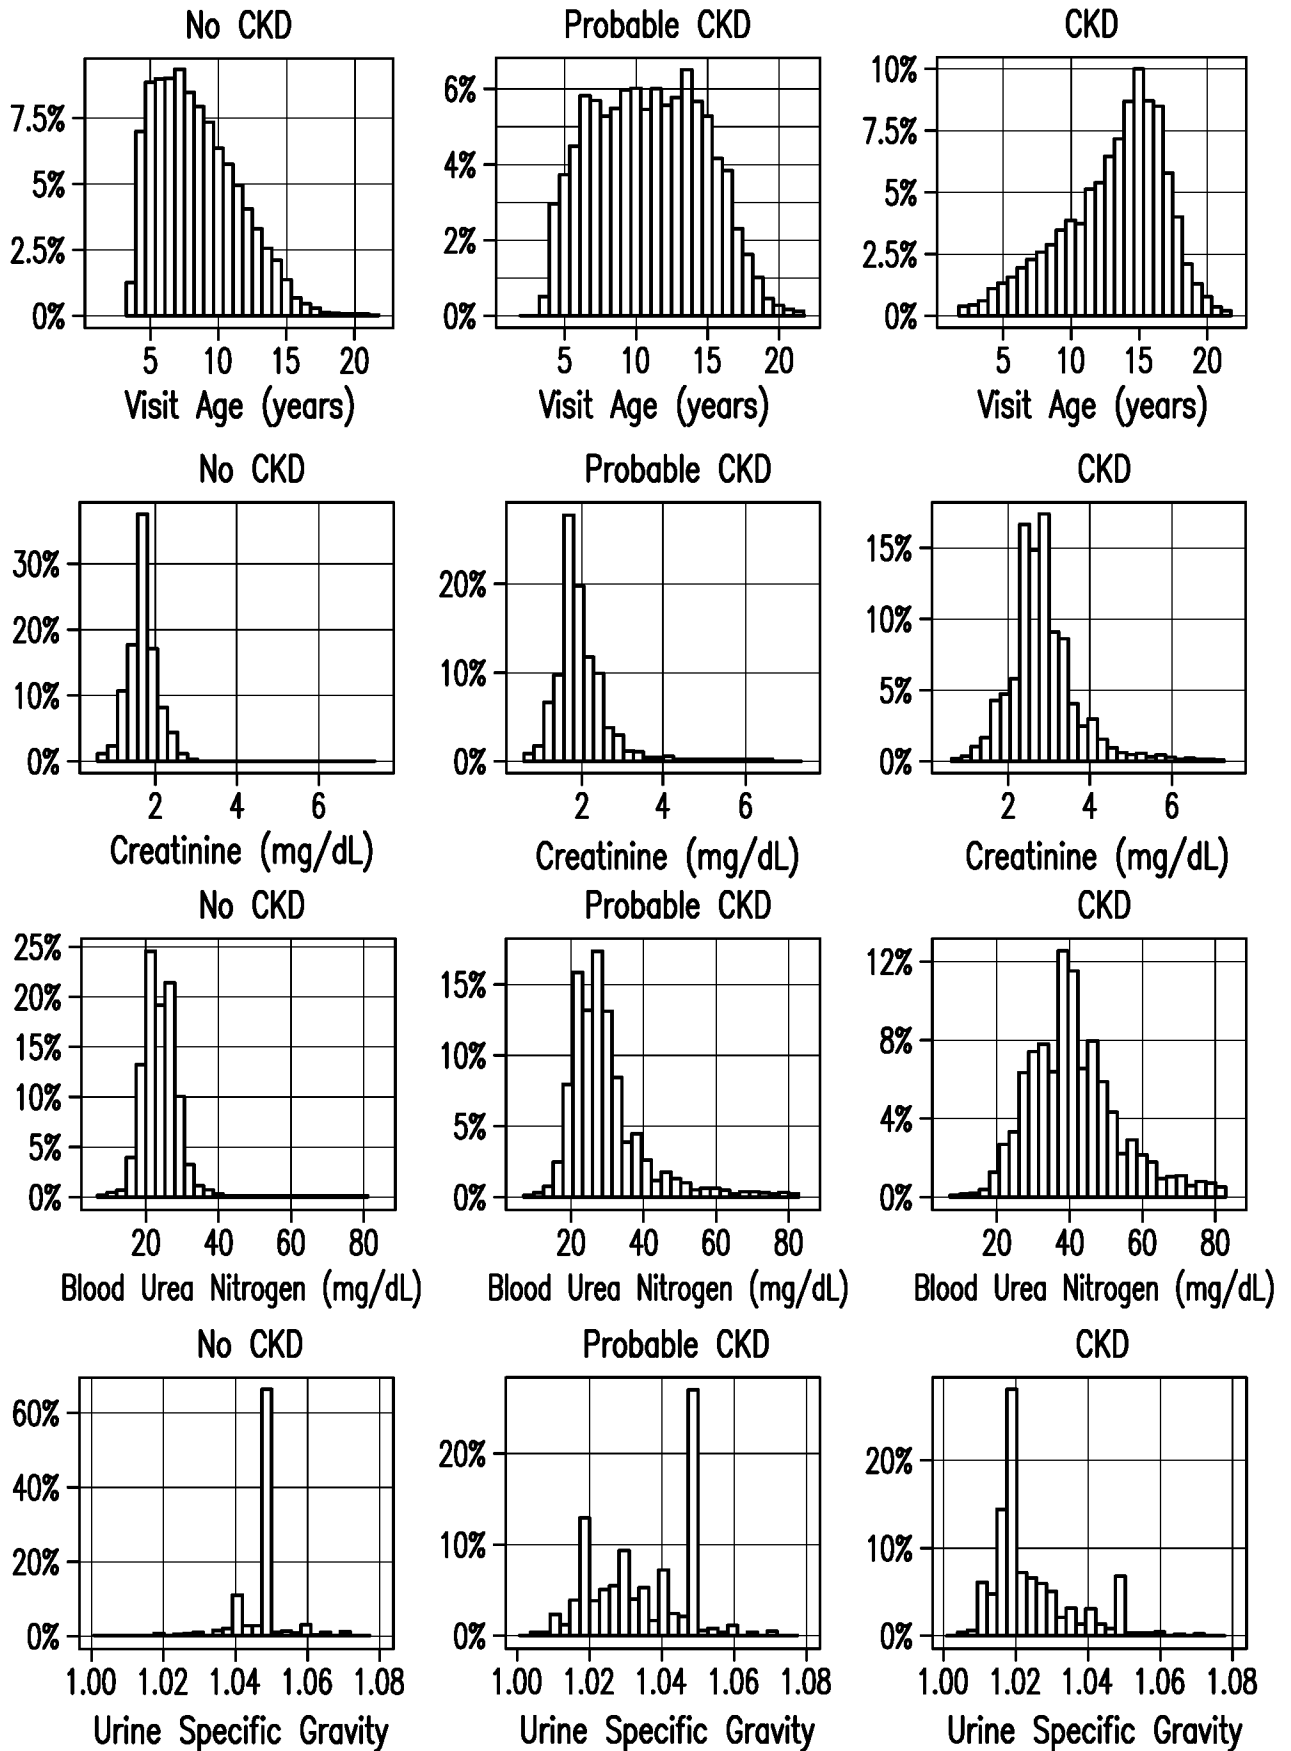 No CKD Probable CKD CKD
7.5% 6% 10%
5% 4% 7.5%
2.5% 2% 5%
0% 0% 2.5%
0%
5 10 15 20 5 10 15 20 5 10 15 20
Visit Age (years) Visit Age (years) Visit Age (years)
No CKD Probable CKD CKD
30% 20% 15%
20% 10% 10%
10% 0% 5%
0% 0%
2 4 6 2 4 6 2 4 6
Creatinine (mg/dL) Creatinine (mg/dL) Creatinine (mg/dL)
No CKD Probable CKD CKD
25% 15% 12%
20% 10% 8%
15% 5% 4%
10% 0% 0%
5%
0%
20 40 60 80 20 40 60 80 20 40 60 80
Blood Urea Nitrogen (mg/dL) Blood Urea Nitrogen (mg/dL) Blood Urea Nitrogen (mg/dL)
No CKD Probable CKD CKD
60% 20% 20%
40% 10% 10%
20% 0% 0%
0%
1.00 1.02 1.04 1.06 1.08 1.00 1.02 1.04 1.06 1.08 1.00 1.02 1.04 1.06 1.08
Urine Specific Gravity Urine Specific Gravity Urine Specific Gravity